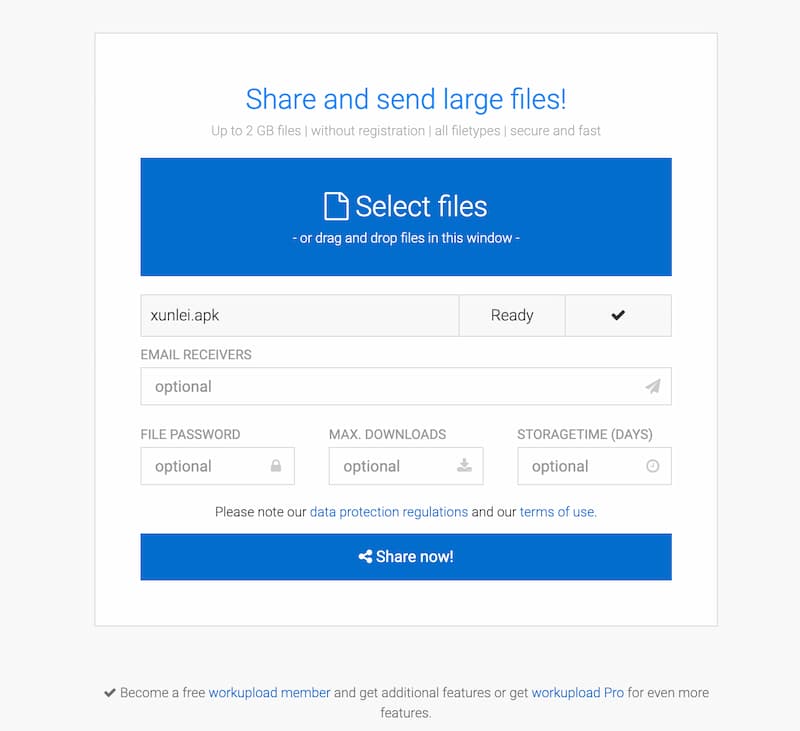 Share and send large files!
Up to 2 GB files | without registration | all filetypes | secure and fast
Select files
- or drag and drop files in this window -
xunlei.apk Ready
EMAIL RECEIVERS
optional
FILE PASSWORD MAX. DOWNLOADS STORAGETIME (DAYS)
optional optional optional
Please note our data protection regulations and our terms of use.
Share now!
Become a free workupload member and get additional features or get workupload Pro for even more
features.